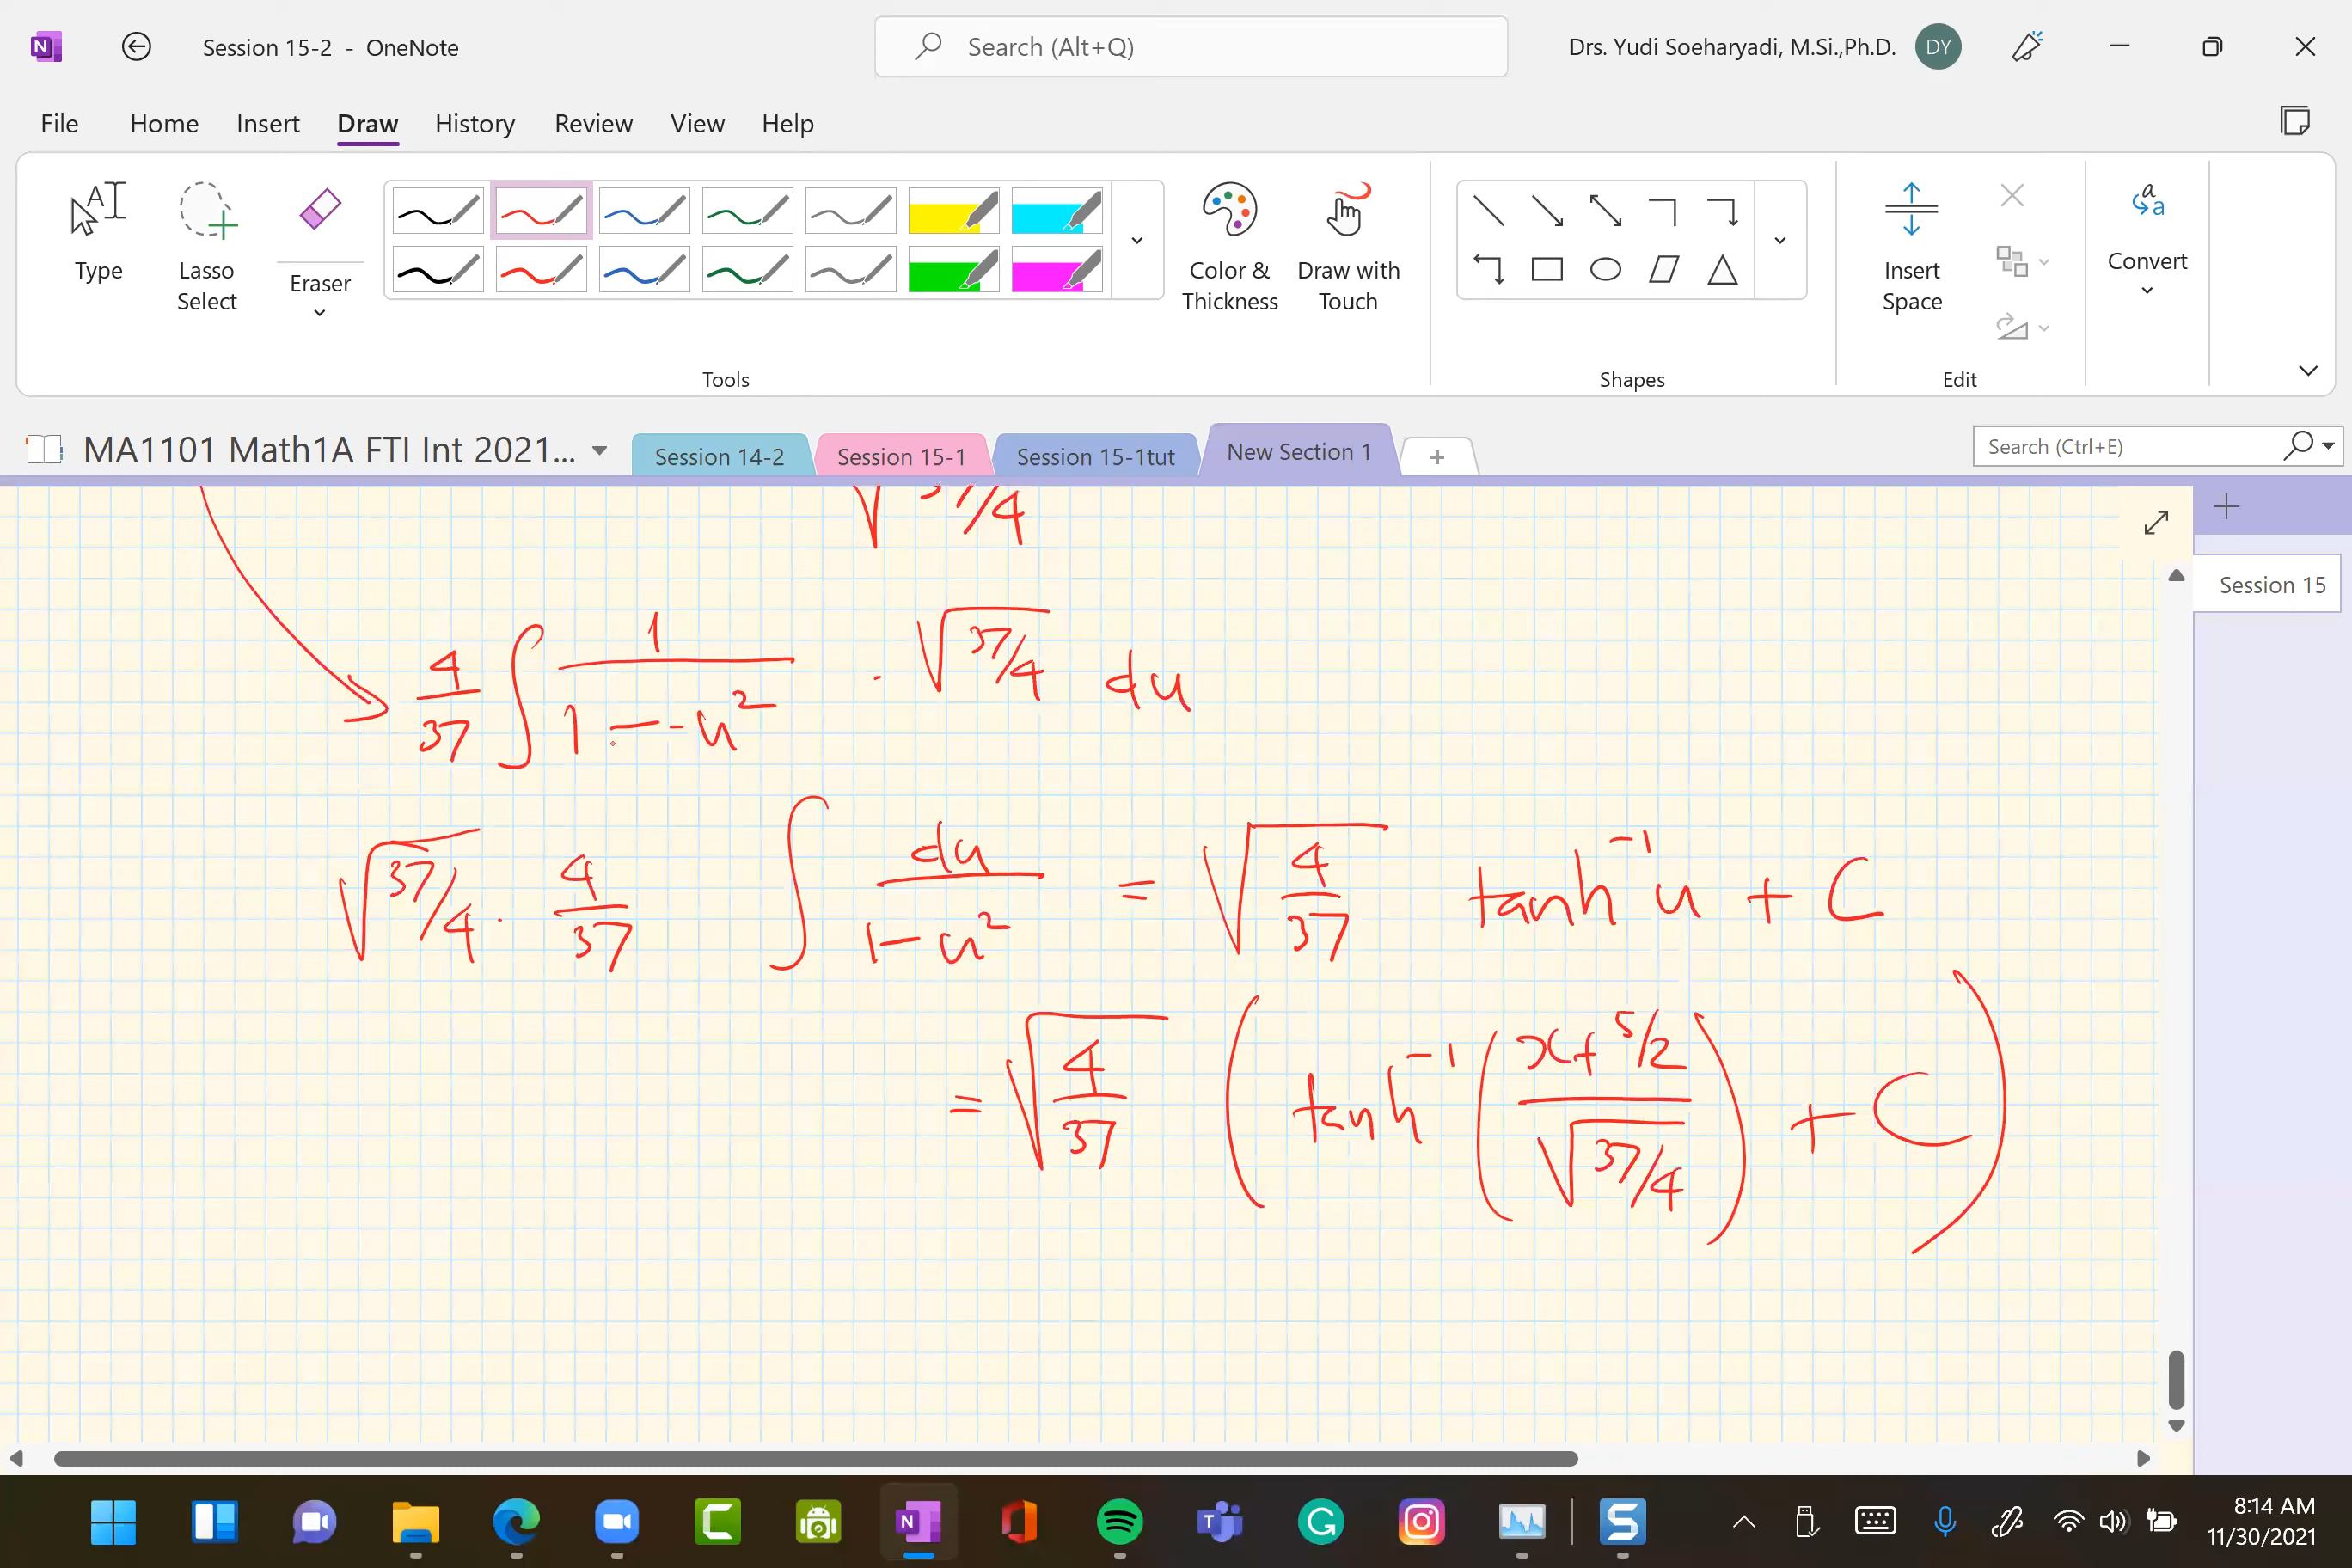 Session 15-2 - OneNote
Search (Alt+Q)
Drs. Yudi Soeharyadi, M.Si.,Ph.D.
DY
File Home Insert Draw History Review View Help
Type
Lasso Select
Eraser
Color & Thickness
Draw with Touch
Insert Space
Convert
Tools
Shapes
Edit
MA1101 Math1A FTI Int 2021...
Session 14-2
Session 15-1
Session 15-1tut
New Section 1
Search (Ctrl+E)
Session 15
√37/4
4/37 ∫ 1/(1 - - u²) · √(37/4) du
√(37/4) · 4/37 ∫ du/(1 - u²) = √(4/37) tanh⁻¹ u + C
= √(4/37) (tanh⁻¹ ((x + 5/2)/√(37/4)) + C)
8:14 AM
11/30/2021